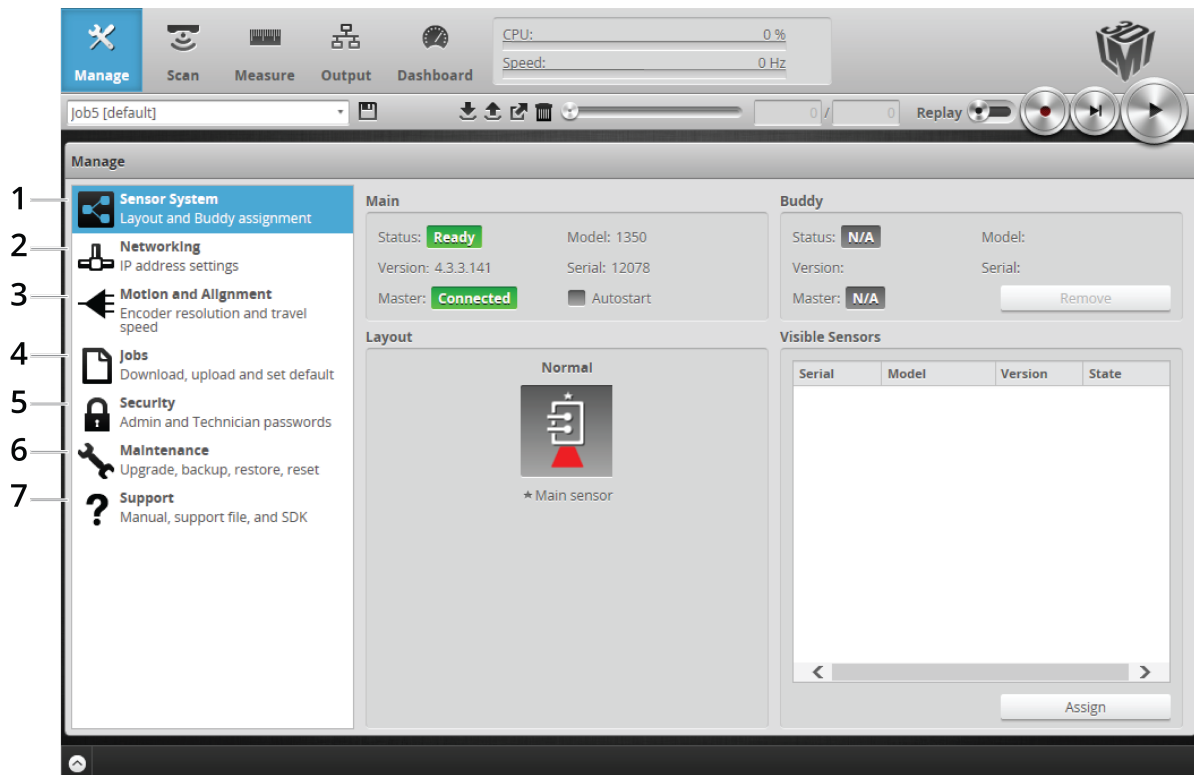 Manage
Scan
Measure
Output
Dashboard
CPU: 0 %
Speed: 0 Hz
LMI
3D
Job5 [default]
0 / 0
Replay
Manage
1
Sensor System
Layout and Buddy assignment
2
Networking
IP address settings
3
Motion and Alignment
Encoder resolution and travel
speed
4
Jobs
Download, upload and set default
5
Security
Admin and Technician passwords
6
Maintenance
Upgrade, backup, restore, reset
7
Support
Manual, support file, and SDK
Main
Status: Ready
Model: 1350
Version: 4.3.3.141
Serial: 12078
Master: Connected
Autostart
Buddy
Status: N/A
Model:
Version:
Serial:
Master: N/A
Remove
Layout
Normal
★ Main sensor
Visible Sensors
Serial Model Version State
Assign